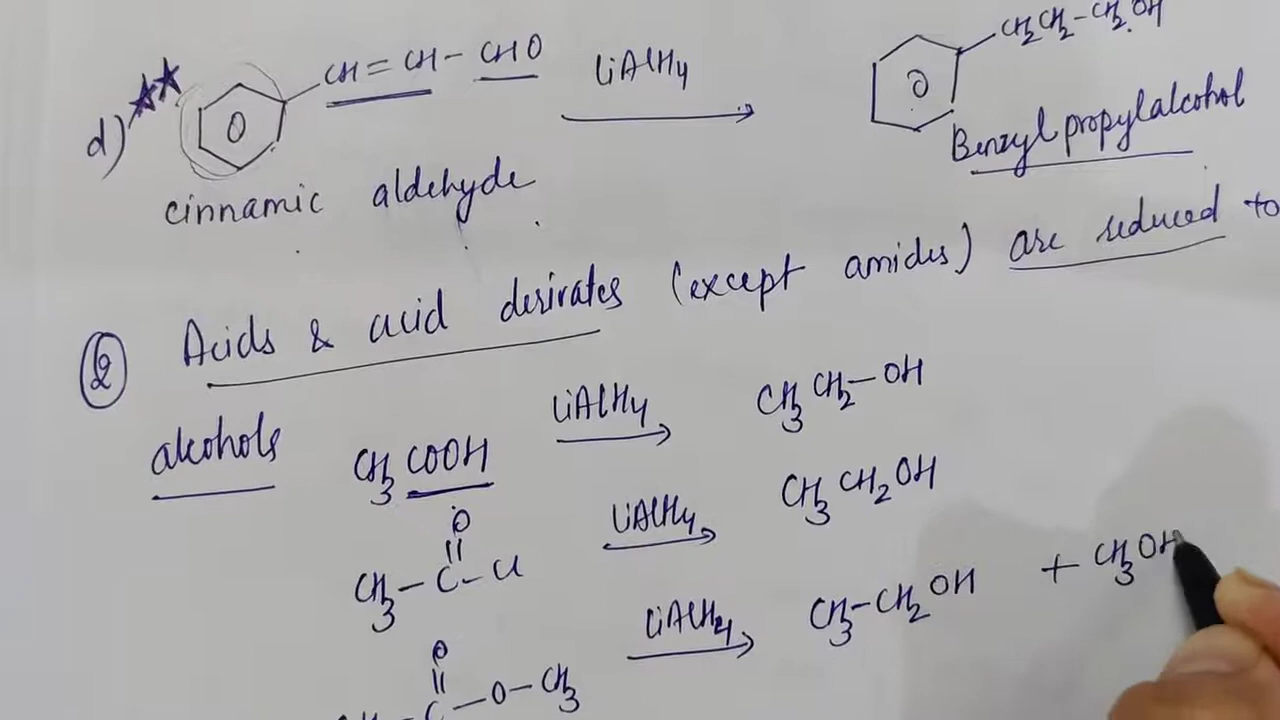 d) ★★ CH=CH-CHO LiAlH4 CH2CH2-CH2OH
cinnamic aldehyde Benzyl propylalcohol
② Acids & acid derivates (except amides) are reduced to
alcohols CH3COOH LiAlH4 CH3CH2-OH
O
CH3-C-Cl LiAlH4 CH3CH2OH
O
C-O-CH3 LiAlH4 CH3-CH2OH + CH3OH